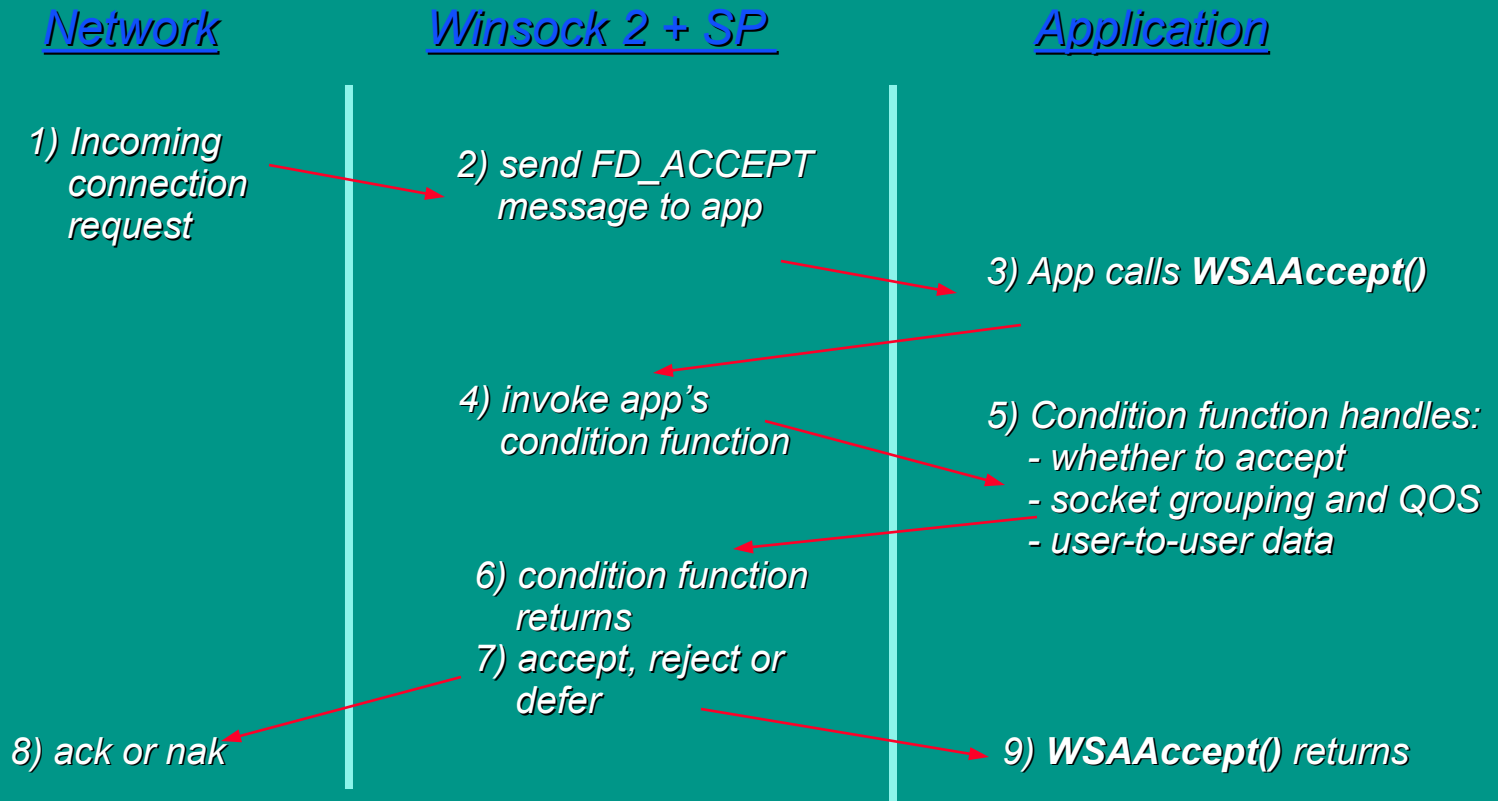 Network
Winsock 2 + SP
Application
1) Incoming
connection
request
2) send FD_ACCEPT
message to app
3) App calls WSAAccept()
4) invoke app’s
condition function
5) Condition function handles:
- whether to accept
- socket grouping and QOS
- user-to-user data
6) condition function
returns
7) accept, reject or
defer
8) ack or nak
9) WSAAccept() returns